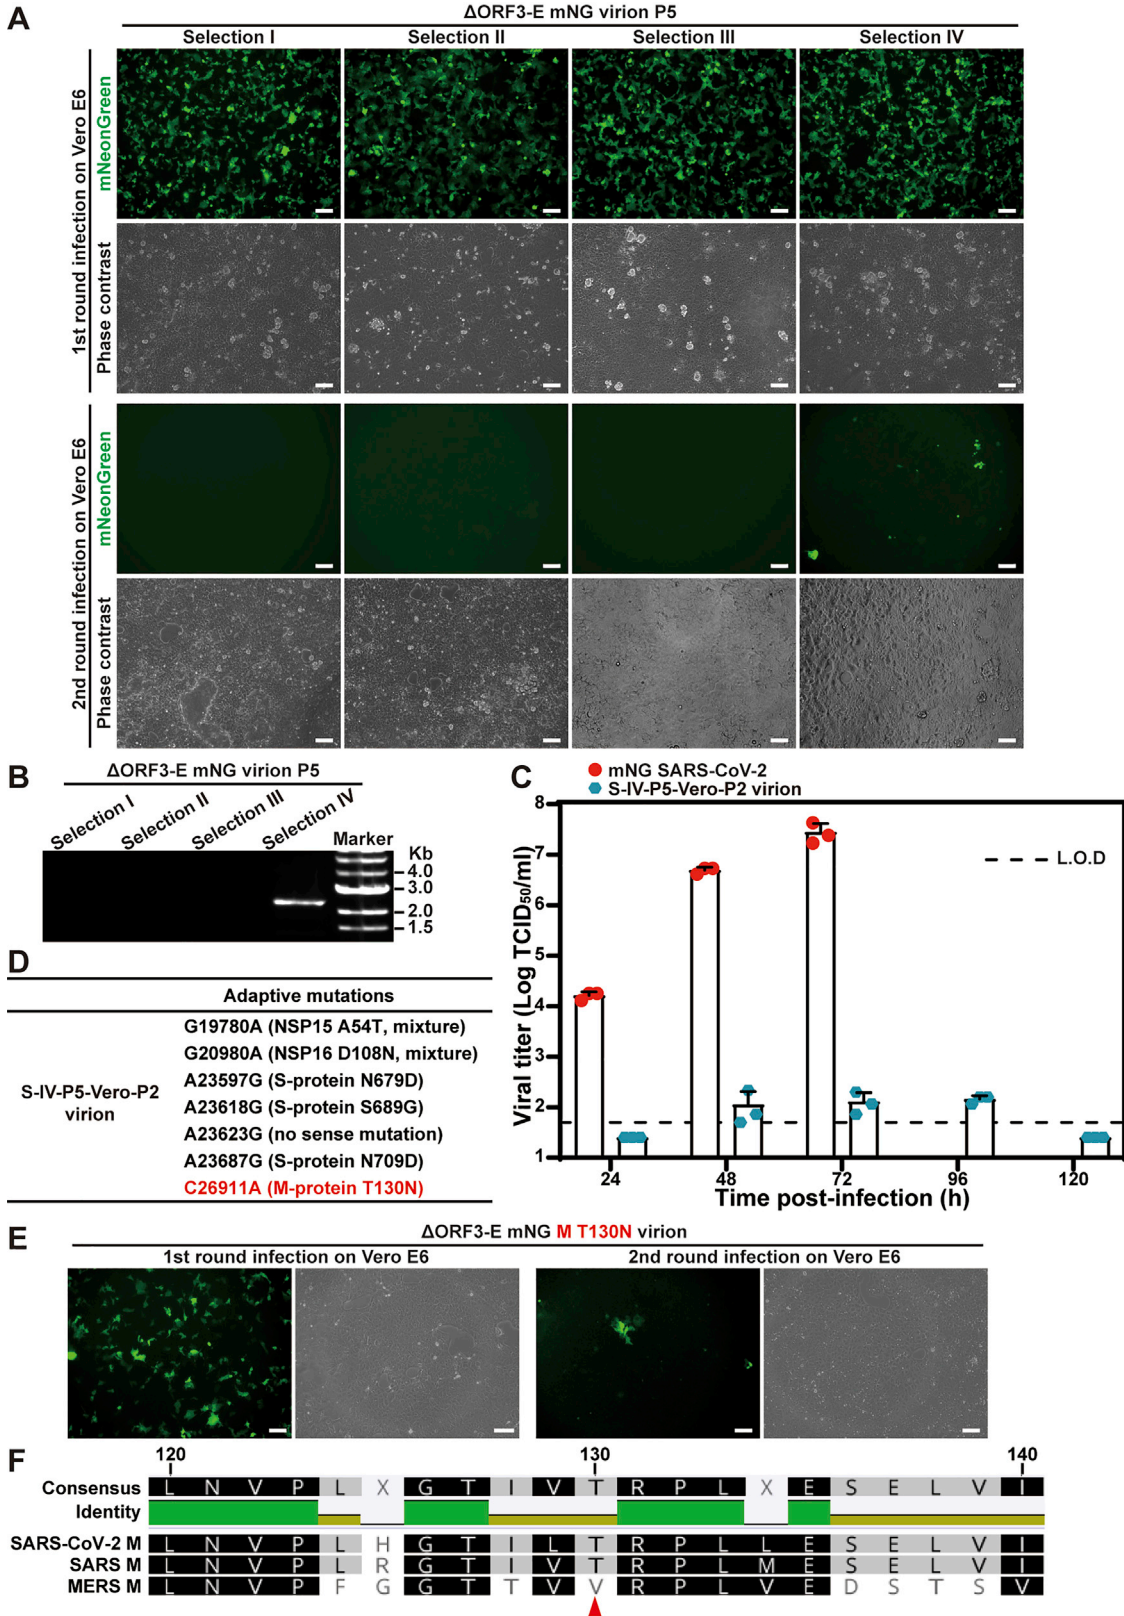 A
ΔORF3-E mNG virion P5
Selection I Selection II Selection III Selection IV
1st round infection on Vero E6
mNeonGreen
Phase contrast
2nd round infection on Vero E6
mNeonGreen
Phase contrast
B
ΔORF3-E mNG virion P5
Selection I
Selection II
Selection III
Selection IV
Marker
Kb
4.0
3.0
2.0
1.5
C
mNG SARS-CoV-2
S-IV-P5-Vero-P2 virion
L.O.D
Viral titer (Log TCID50/ml)
8
7
6
5
4
3
2
1
24 48 72 96 120
Time post-infection (h)
D
Adaptive mutations
S-IV-P5-Vero-P2 virion
G19780A (NSP15 A54T, mixture)
G20980A (NSP16 D108N, mixture)
A23597G (S-protein N679D)
A23618G (S-protein S689G)
A23623G (no sense mutation)
A23687G (S-protein N709D)
C26911A (M-protein T130N)
E
ΔORF3-E mNG M T130N virion
1st round infection on Vero E6 2nd round infection on Vero E6
F
120 130 140
Consensus L N V P L X G T I V T R P L X E S E L V I
Identity
SARS-CoV-2 M L N V P L H G T I L T R P L L E S E L V I
SARS M L N V P L R G T I V T R P L M E S E L V I
MERS M L N V P F G G T T V V R P L V E D S T S V